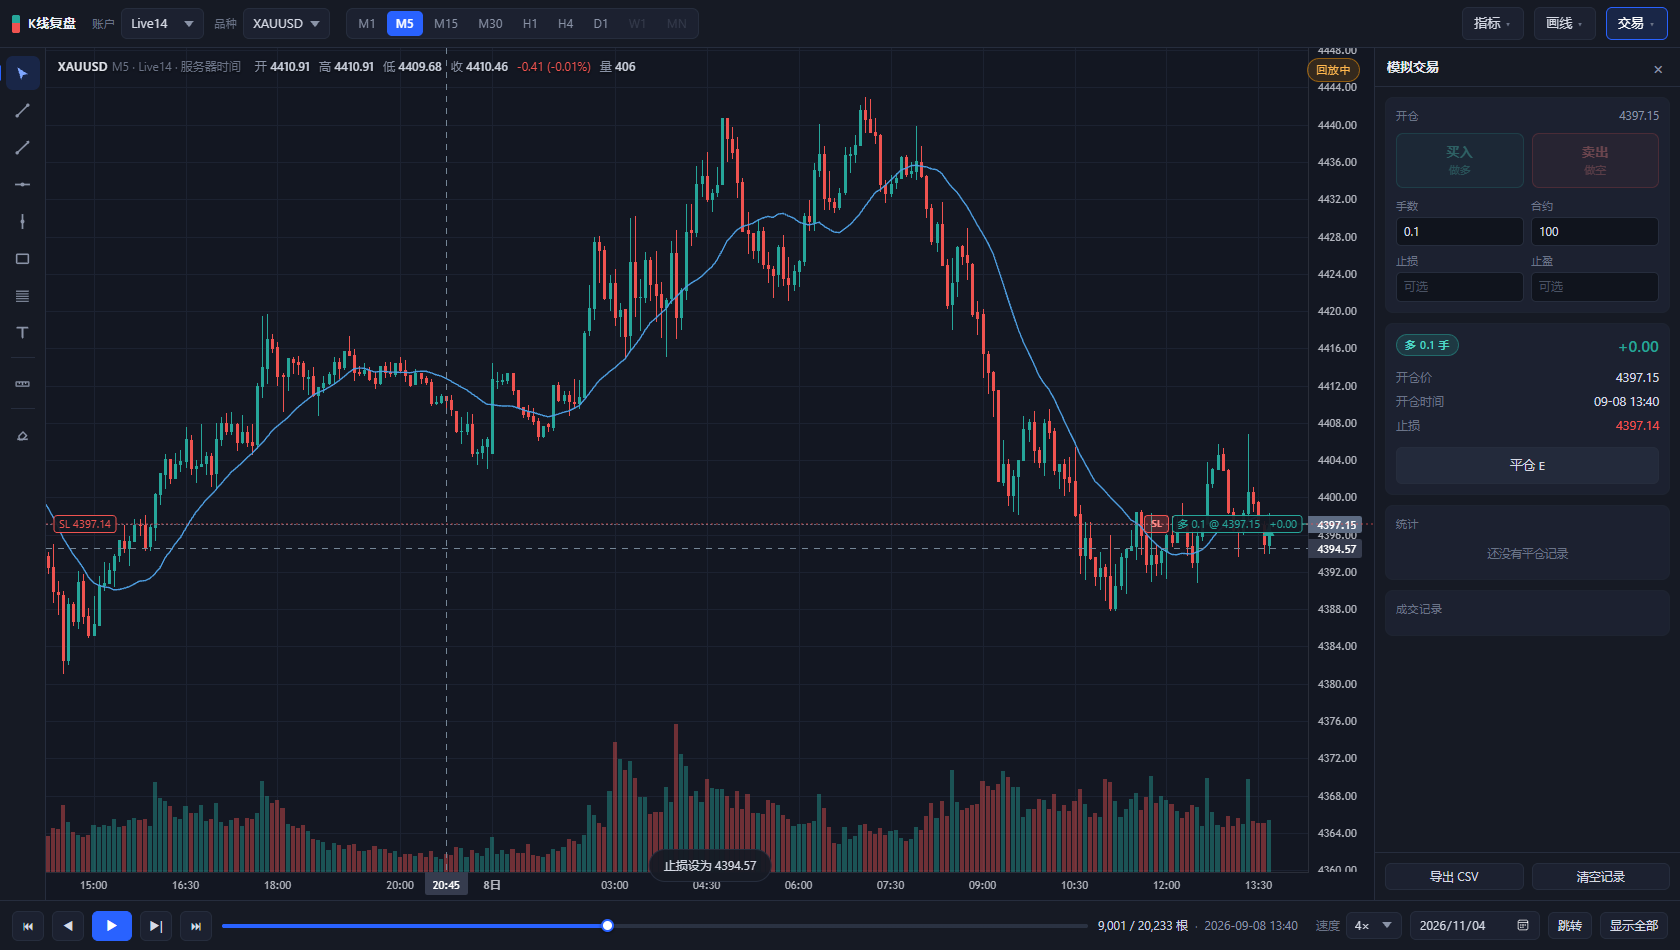 K线复盘 账户 Live14 品种 XAUUSD M1 M5 M15 M30 H1 H4 D1 W1 MN 指标 画线 交易
XAUUSD M5 · Live14 · 服务器时间 开 4410.91 高 4410.91 低 4409.68 收 4410.46 -0.41 (-0.01%) 量 406
回放中
4448.00
4444.00
4440.00
4436.00
4432.00
4428.00
4424.00
4420.00
4416.00
4412.00
4408.00
4404.00
4400.00
SL 4397.14 SL 多 0.1 @ 4397.15 +0.00 4397.15
4396.00
4394.57
4392.00
4388.00
4384.00
4380.00
4376.00
4372.00
4368.00
4364.00
4360.00
止损设为 4394.57
15:00 16:30 18:00 20:00 20:45 8日 03:00 04:30 06:00 07:30 09:00 10:30 12:00 13:30
模拟交易 ×
开仓 4397.15
买入 卖出
做多 做空
手数 合约
0.1 100
止损 止盈
可选 可选
多 0.1 手 +0.00
开仓价 4397.15
开仓时间 09-08 13:40
止损 4397.14
平仓 E
统计
还没有平仓记录
成交记录
导出 CSV 清空记录
9,001 / 20,233 根 · 2026-09-08 13:40 速度 4× 2026/11/04 跳转 显示全部